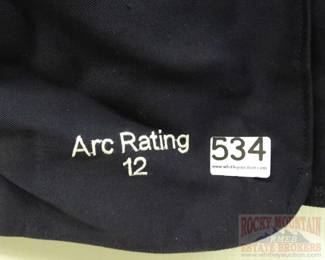 Arc Rating
12
534
ROCKY MOUNTAIN
ESTATE BROKERS